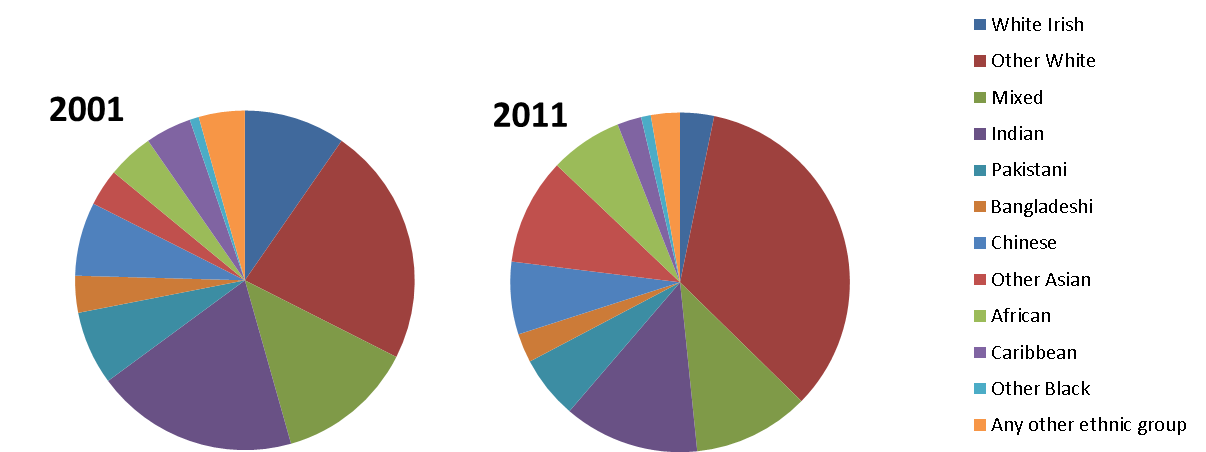 2001
2011
White Irish
Other White
Mixed
Indian
Pakistani
Bangladeshi
Chinese
Other Asian
African
Caribbean
Other Black
Any other ethnic group